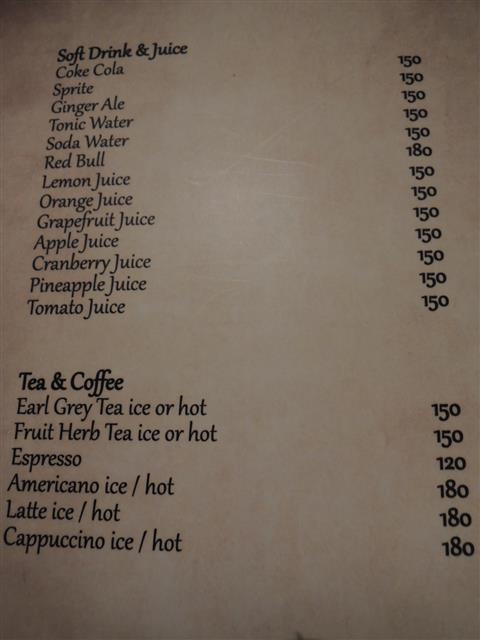 Soft Drink & Juice
Coke Cola 150
Sprite 150
Ginger Ale 150
Tonic Water 150
Soda Water 150
Red Bull 180
Lemon Juice 150
Orange Juice 150
Grapefruit Juice 150
Apple Juice 150
Cranberry Juice 150
Pineapple Juice 150
Tomato Juice 150
Tea & Coffee
Earl Grey Tea ice or hot 150
Fruit Herb Tea ice or hot 150
Espresso 120
Americano ice / hot 180
Latte ice / hot 180
Cappuccino ice / hot 180